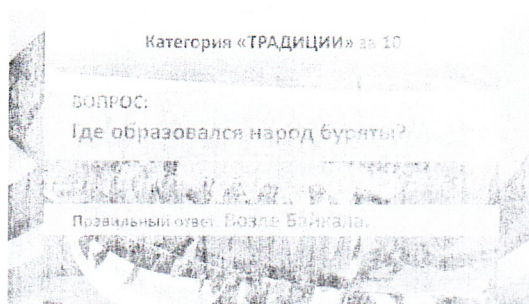 Категория «ТРАДИЦИИ» за 10
ВОПРОС:
Где образовался народ буряты?
Правильный ответ: Возле Байкала.